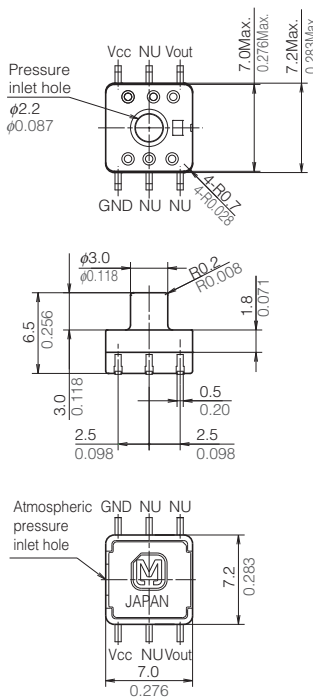 Vcc NU Vout
Pressure
inlet hole
ϕ2.2
ϕ0.087
7.0Max.
0.276Max.
7.2Max.
0.283Max.
4-R0.7
4-R0.028
GND NU NU
ϕ3.0
ϕ0.118
R0.2
R0.008
1.8
0.071
6.5
0.256
3.0
0.118
0.5
0.20
2.5
0.098
2.5
0.098
Atmospheric
pressure
inlet hole
GND NU NU
M
JAPAN
7.2
0.283
Vcc NU Vout
7.0
0.276